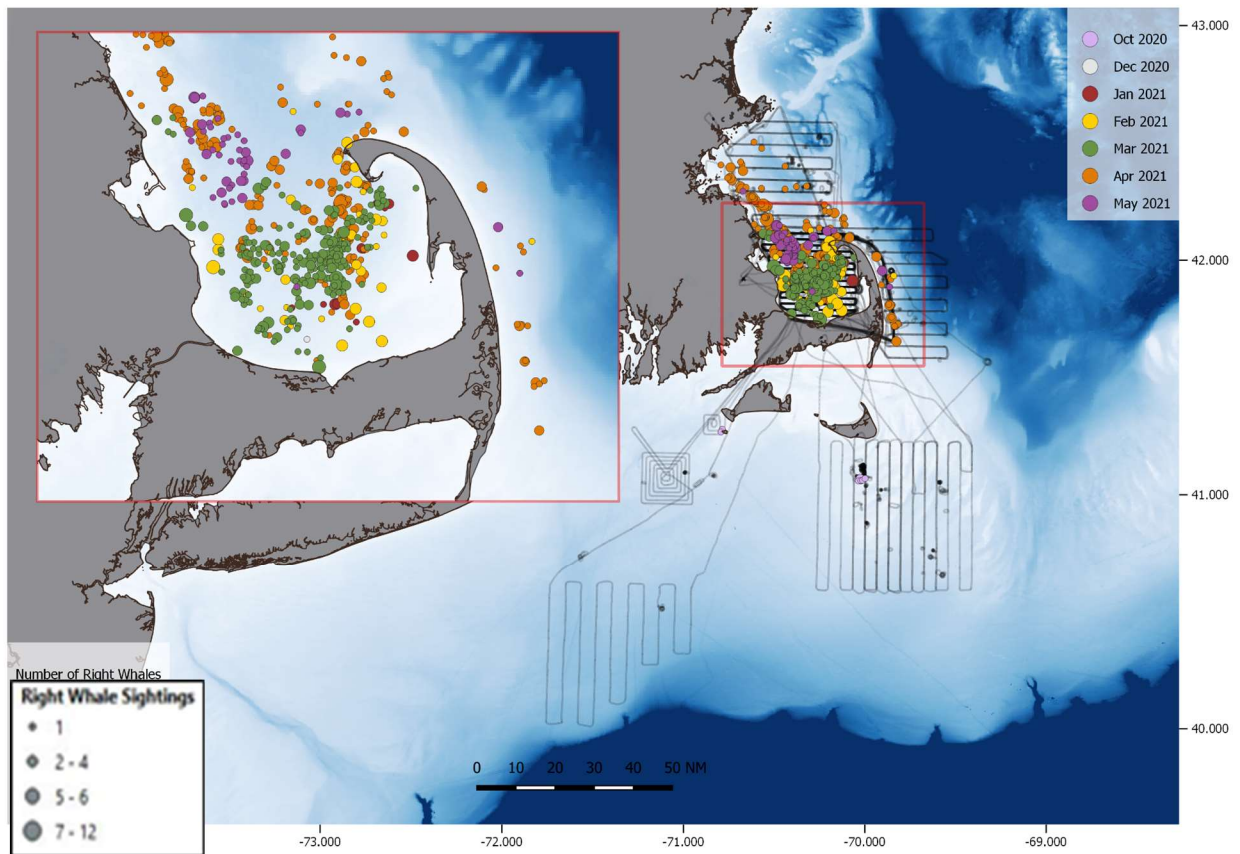 Oct 2020
Dec 2020
Jan 2021
Feb 2021
Mar 2021
Apr 2021
May 2021
43.000
42.000
41.000
40.000
Number of Right Whales
Right Whale Sightings
1
2 - 4
5 - 6
7 - 12
0 10 20 30 40 50 NM
-73.000 -72.000 -71.000 -70.000 -69.000